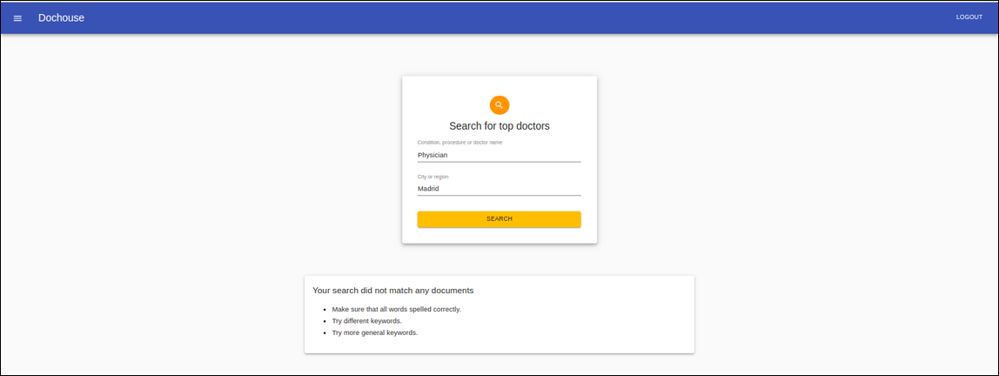 Dochouse
LOGOUT
Search for top doctors
Condition, procedure or doctor name
Physician
City or region
Madrid
SEARCH
Your search did not match any documents
Make sure that all words spelled correctly.
Try different keywords.
Try more general keywords.